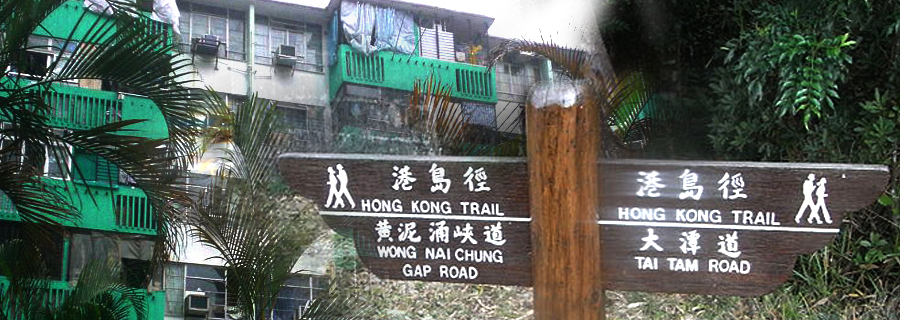 港島徑
HONG KONG TRAIL
黃泥涌峽道
WONG NAI CHUNG
GAP ROAD
港島徑
HONG KONG TRAIL
大潭道
TAI TAM ROAD